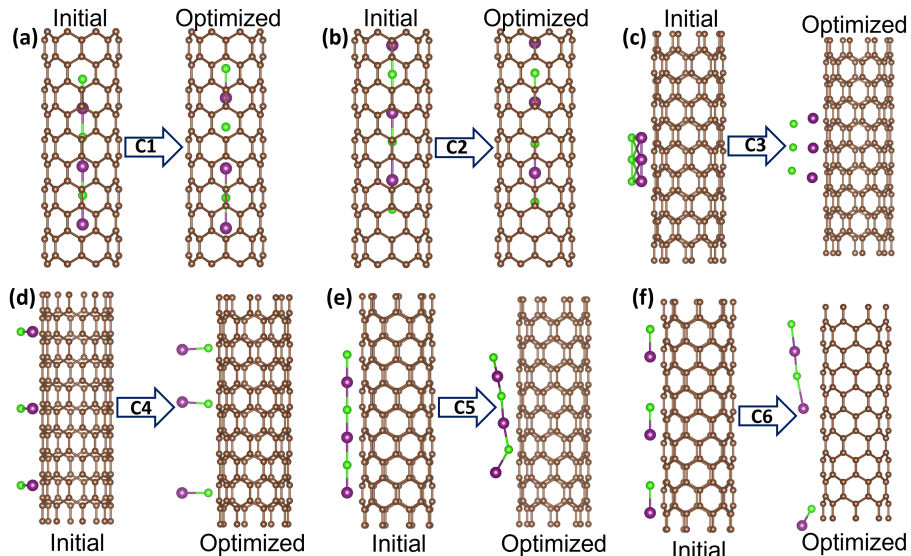 Initial
Optimized
(a)
C1
Initial
Optimized
(b)
C2
Initial
Optimized
(c)
C3
(d)
C4
Initial
Optimized
(e)
C5
Initial
Optimized
(f)
C6
Initial
Optimized